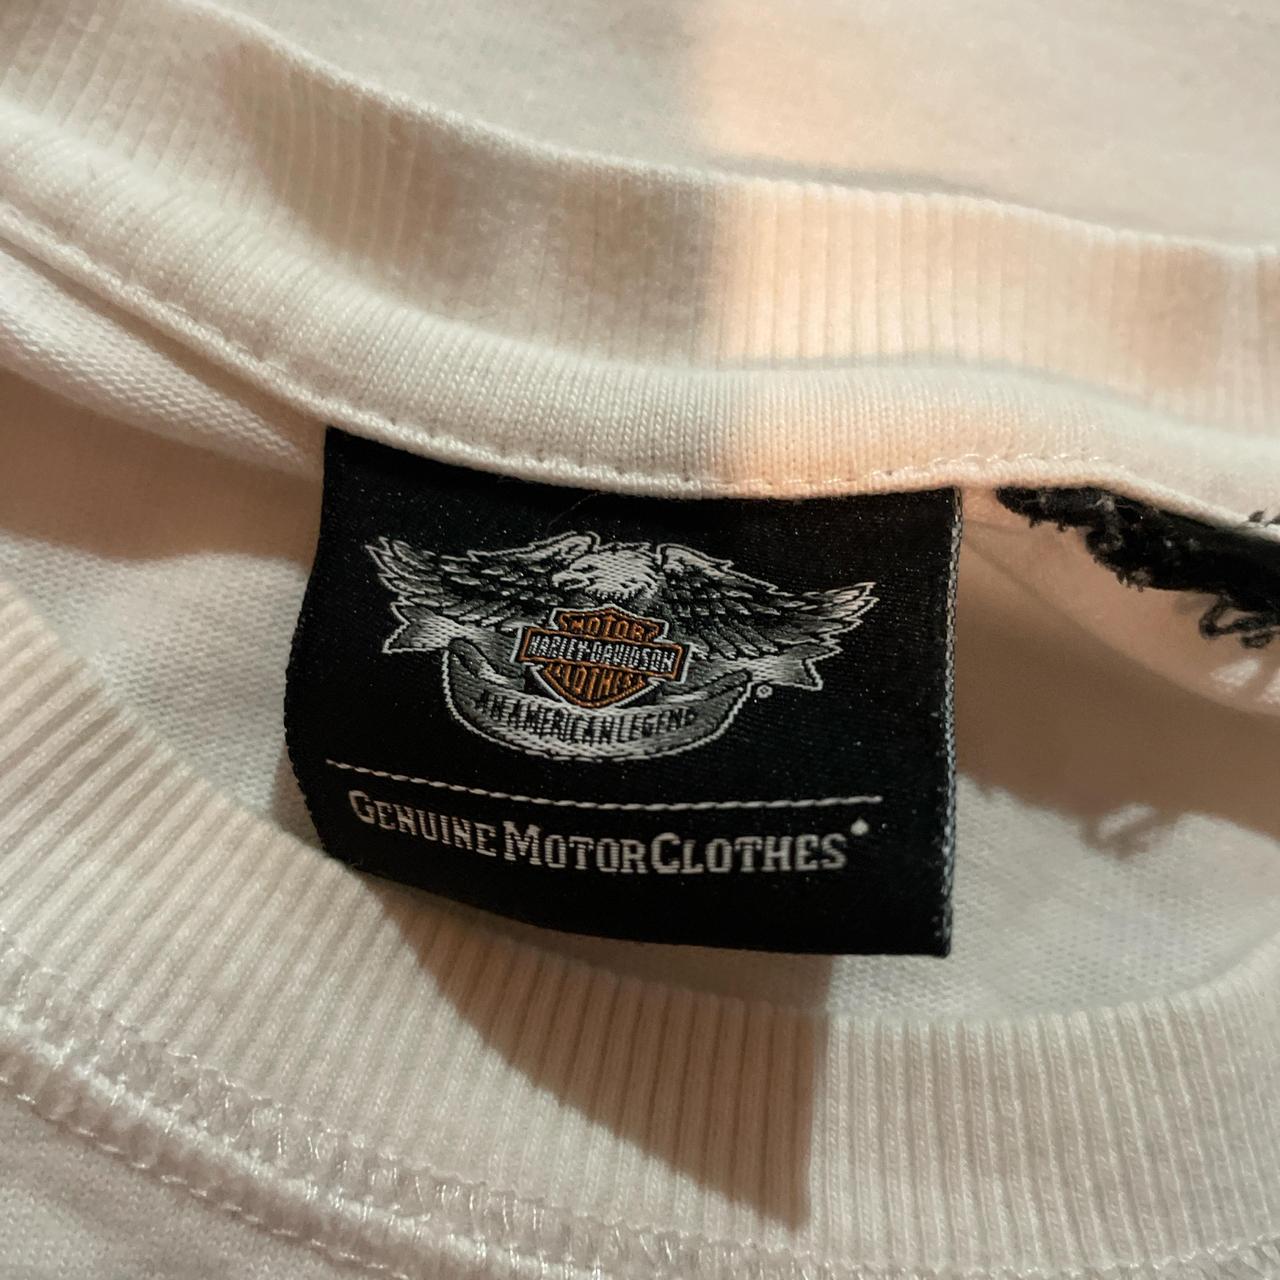 MOTOR
HARLEY-DAVIDSON
CLOTHES
AN AMERICAN LEGEND
®
GENUINE MOTORCLOTHES®